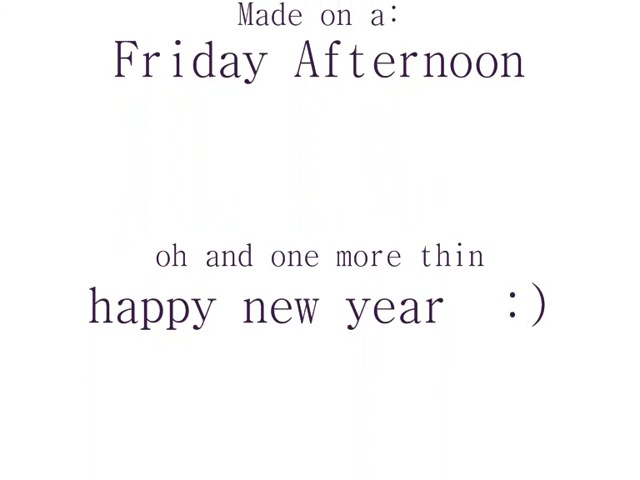 Made on a:
Friday Afternoon
oh and one more thin
happy new year :)